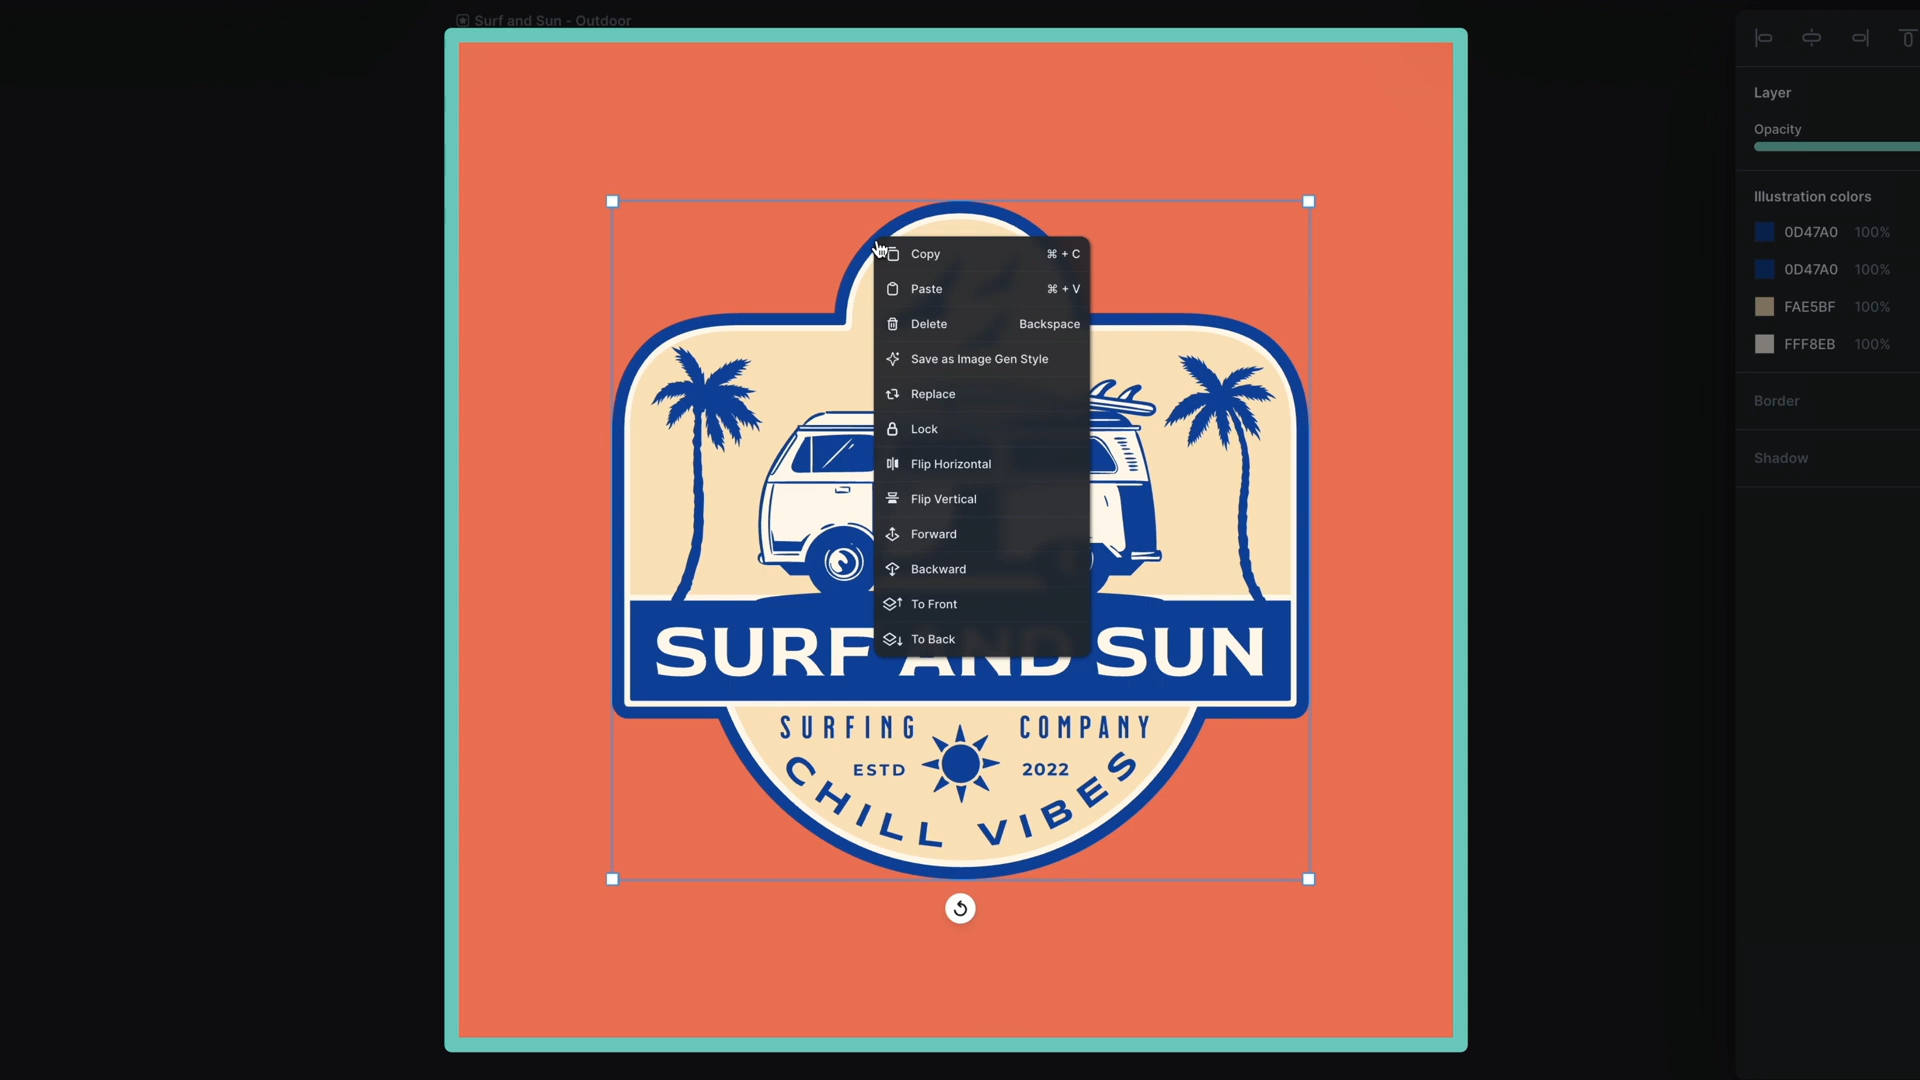 Surf and Sun - Outdoor
Layer
Opacity
Illustration colors
0D47A0 100%
0D47A0 100%
FAE5BF 100%
FFF8EB 100%
Border
Shadow
Copy ⌘ + C
Paste ⌘ + V
Delete Backspace
Save as Image Gen Style
Replace
Lock
Flip Horizontal
Flip Vertical
Forward
Backward
To Front
To Back
SURF AND SUN
SURFING COMPANY
ESTD 2022
CHILL VIBES